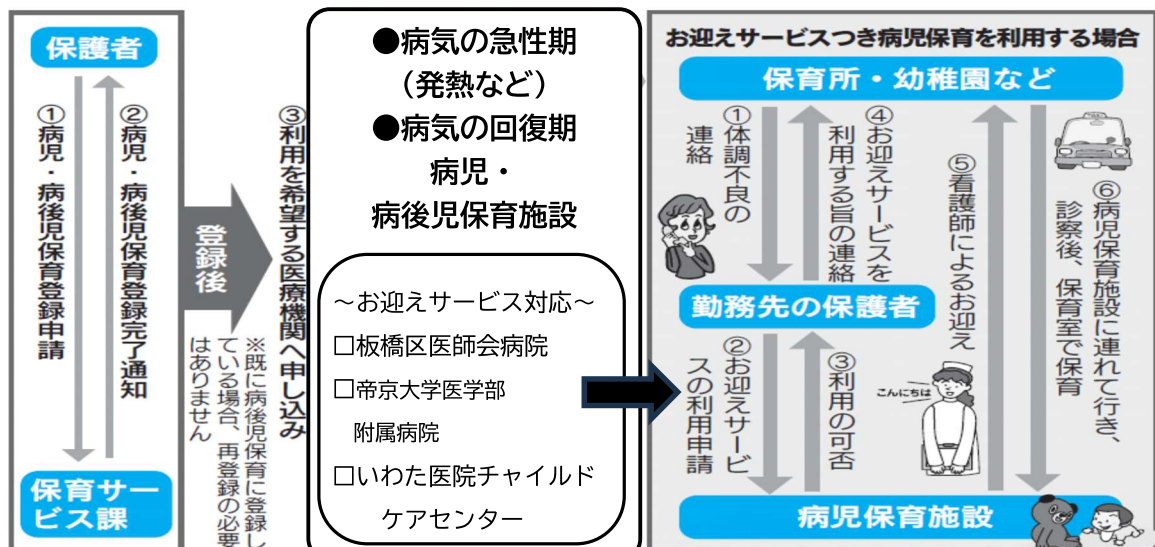 保護者
①病児・病後児保育登録申請
②病児・病後児保育登録完了通知
保育サー
ビス課
登録後
③利用を希望する医療機関へ申し込み
※既に病後児保育に登録し
ている場合、再登録の必要
はありません
●病気の急性期
（発熱など）
●病気の回復期
病児・
病後児保育施設
～お迎えサービス対応～
□板橋区医師会病院
□帝京大学医学部
附属病院
□いわた医院チャイルド
ケアセンター
お迎えサービスつき病児保育を利用する場合
保育所・幼稚園など
①体調不良の
連絡
④お迎えサービスを
利用する旨の連絡
勤務先の保護者
②お迎えサービ
スの利用申請
③利用の可否
⑤看護師によるお迎え
こんにちは
⑥病児保育施設に連れて行き、
診察後、保育室で保育
病児保育施設